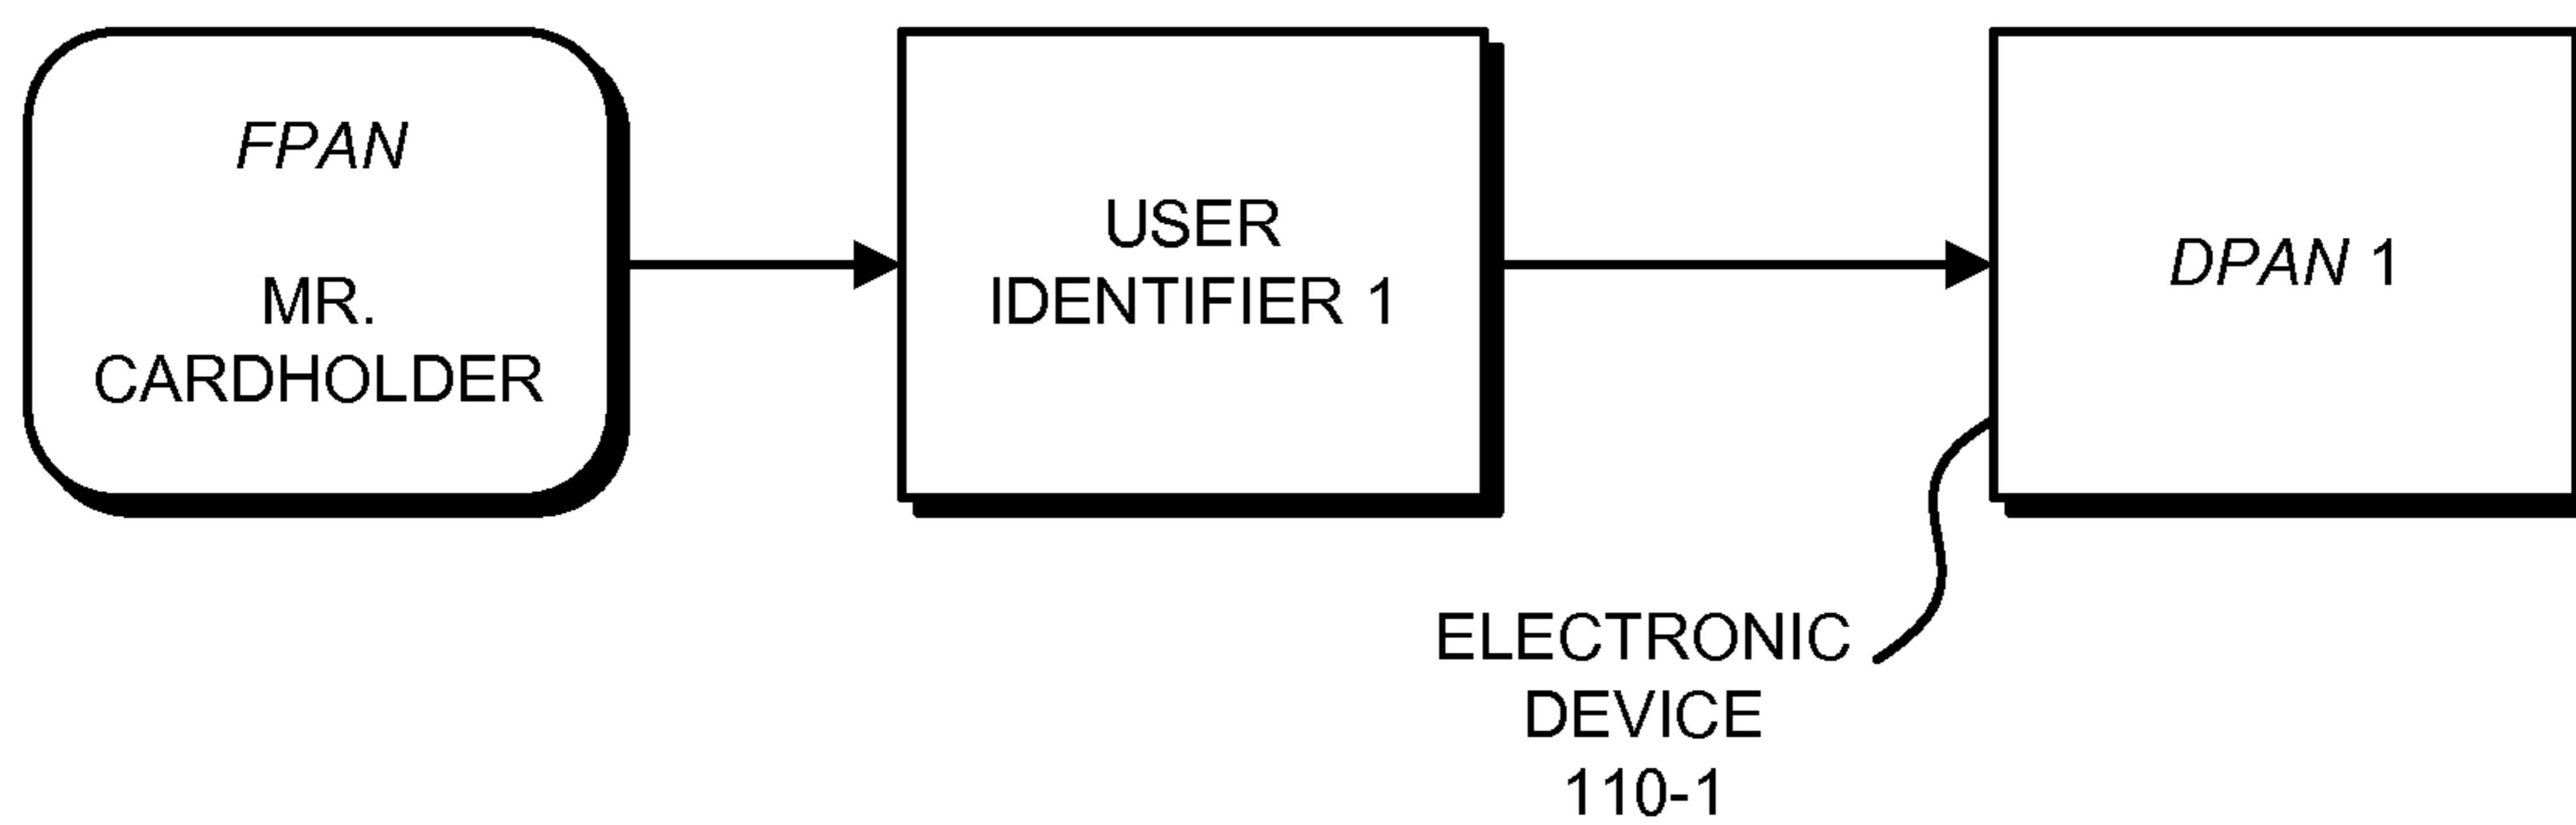 FPAN
MR.
CARDHOLDER
USER
IDENTIFIER 1
DPAN 1
ELECTRONIC
DEVICE
110-1